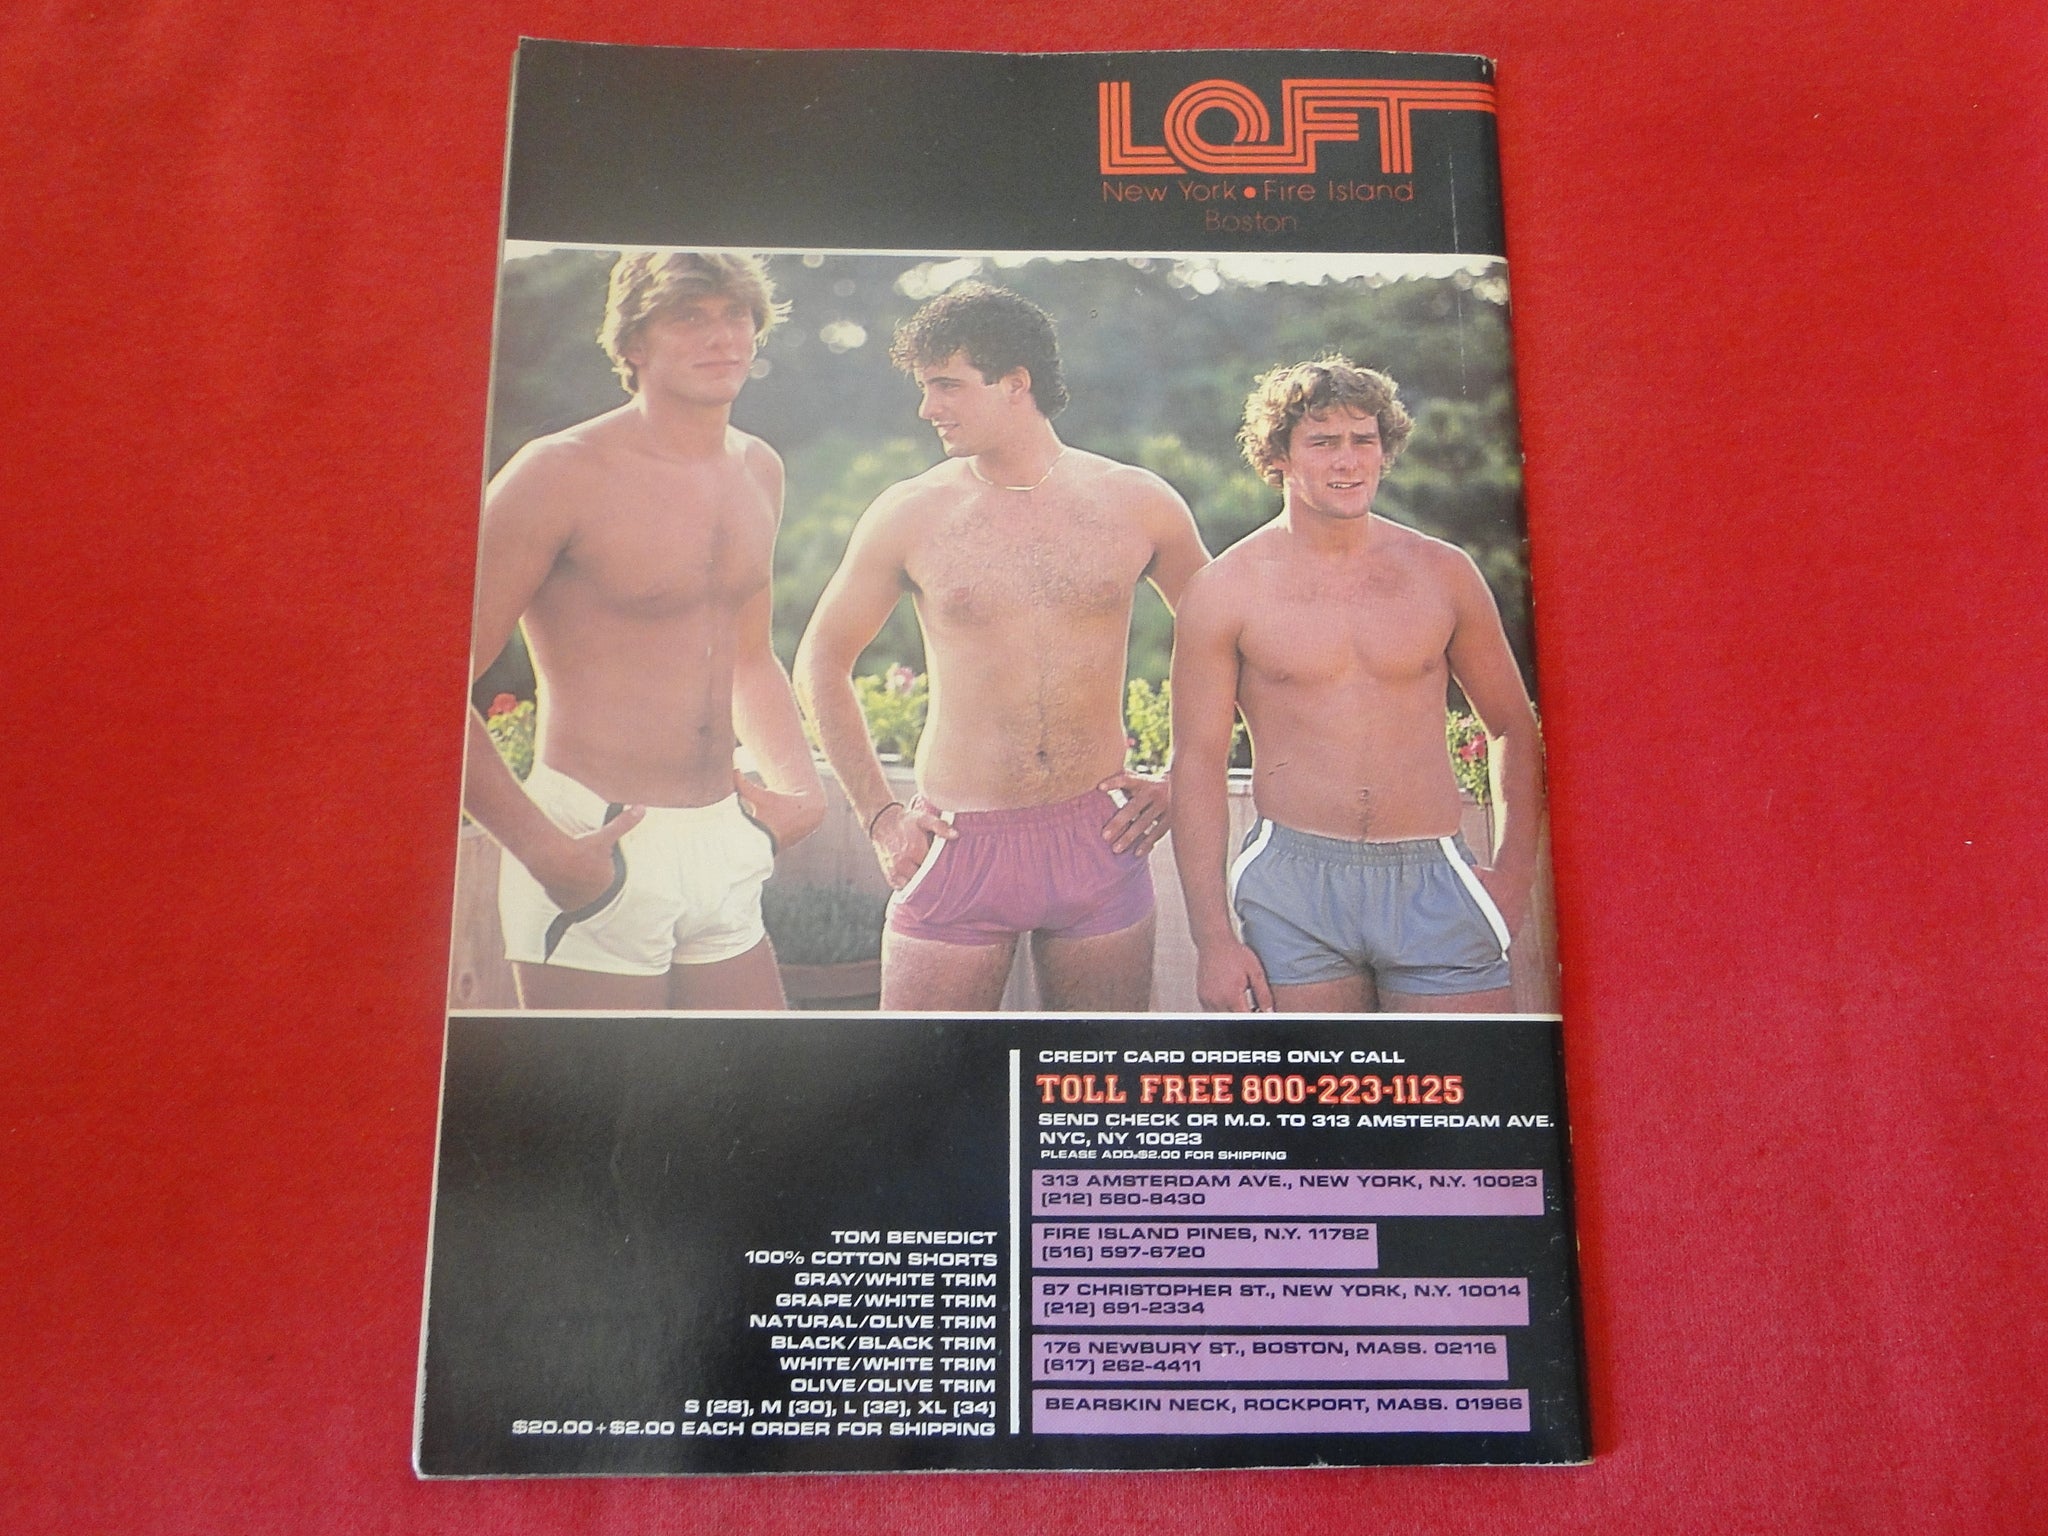 LOFT
New York • Fire Island
Boston
TOM BENEDICT
100% COTTON SHORTS
GRAY/WHITE TRIM
GRAPE/WHITE TRIM
NATURAL/OLIVE TRIM
BLACK/BLACK TRIM
WHITE/WHITE TRIM
OLIVE/OLIVE TRIM
S (28), M (30), L (32), XL (34)
$20.00+$2.00 EACH ORDER FOR SHIPPING
CREDIT CARD ORDERS ONLY CALL
TOLL FREE 800-223-1125
SEND CHECK OR M.O. TO 313 AMSTERDAM AVE.
NYC, NY 10023
PLEASE ADD $2.00 FOR SHIPPING
313 AMSTERDAM AVE., NEW YORK, N.Y. 10023
(212) 580-8430
FIRE ISLAND PINES, N.Y. 11782
(516) 597-6720
87 CHRISTOPHER ST., NEW YORK, N.Y. 10014
(212) 691-2334
176 NEWBURY ST., BOSTON, MASS. 02116
(617) 262-4411
BEARSKIN NECK, ROCKPORT, MASS. 01966